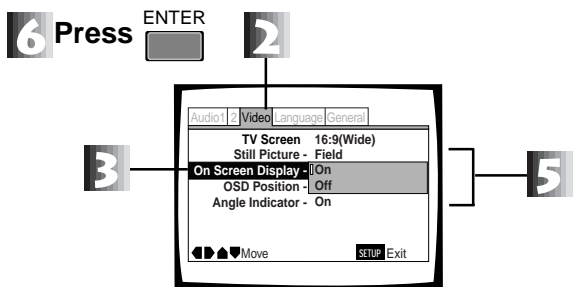 6 Press ENTER
2
Audio1 2 Video Language General
TV Screen 16:9(Wide)
Still Picture - Field
3
On Screen Display - On
OSD Position - Off
5
Angle Indicator - On
Move SETUP Exit